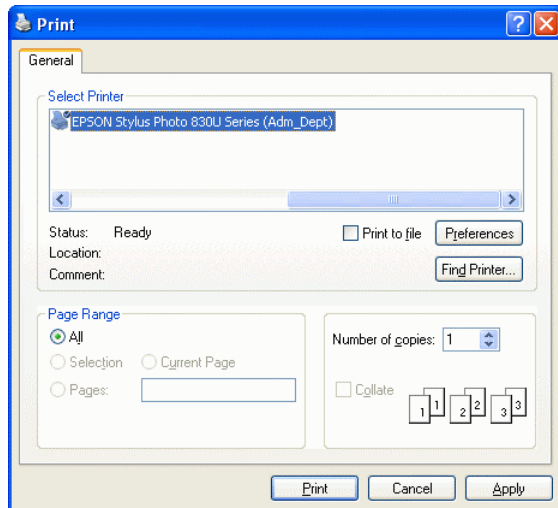 Print
General
Select Printer
EPSON Stylus Photo 830U Series (Adm_Dept)
Status: Ready
Print to file
Preferences
Location:
Comment:
Find Printer...
Page Range
All
Selection
Current Page
Pages:
Number of copies: 1
Collate
1 1 2 2 3 3
Print Cancel Apply